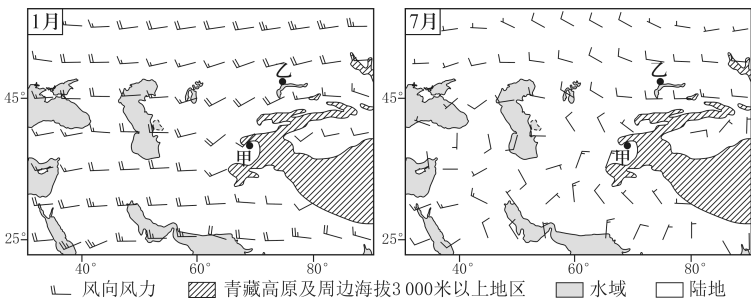 1月
7月
乙
乙
45°
45°
甲
甲
25°
25°
40°
60°
80°
40°
60°
80°
风向风力
青藏高原及周边海拔3 000米以上地区
水域
陆地